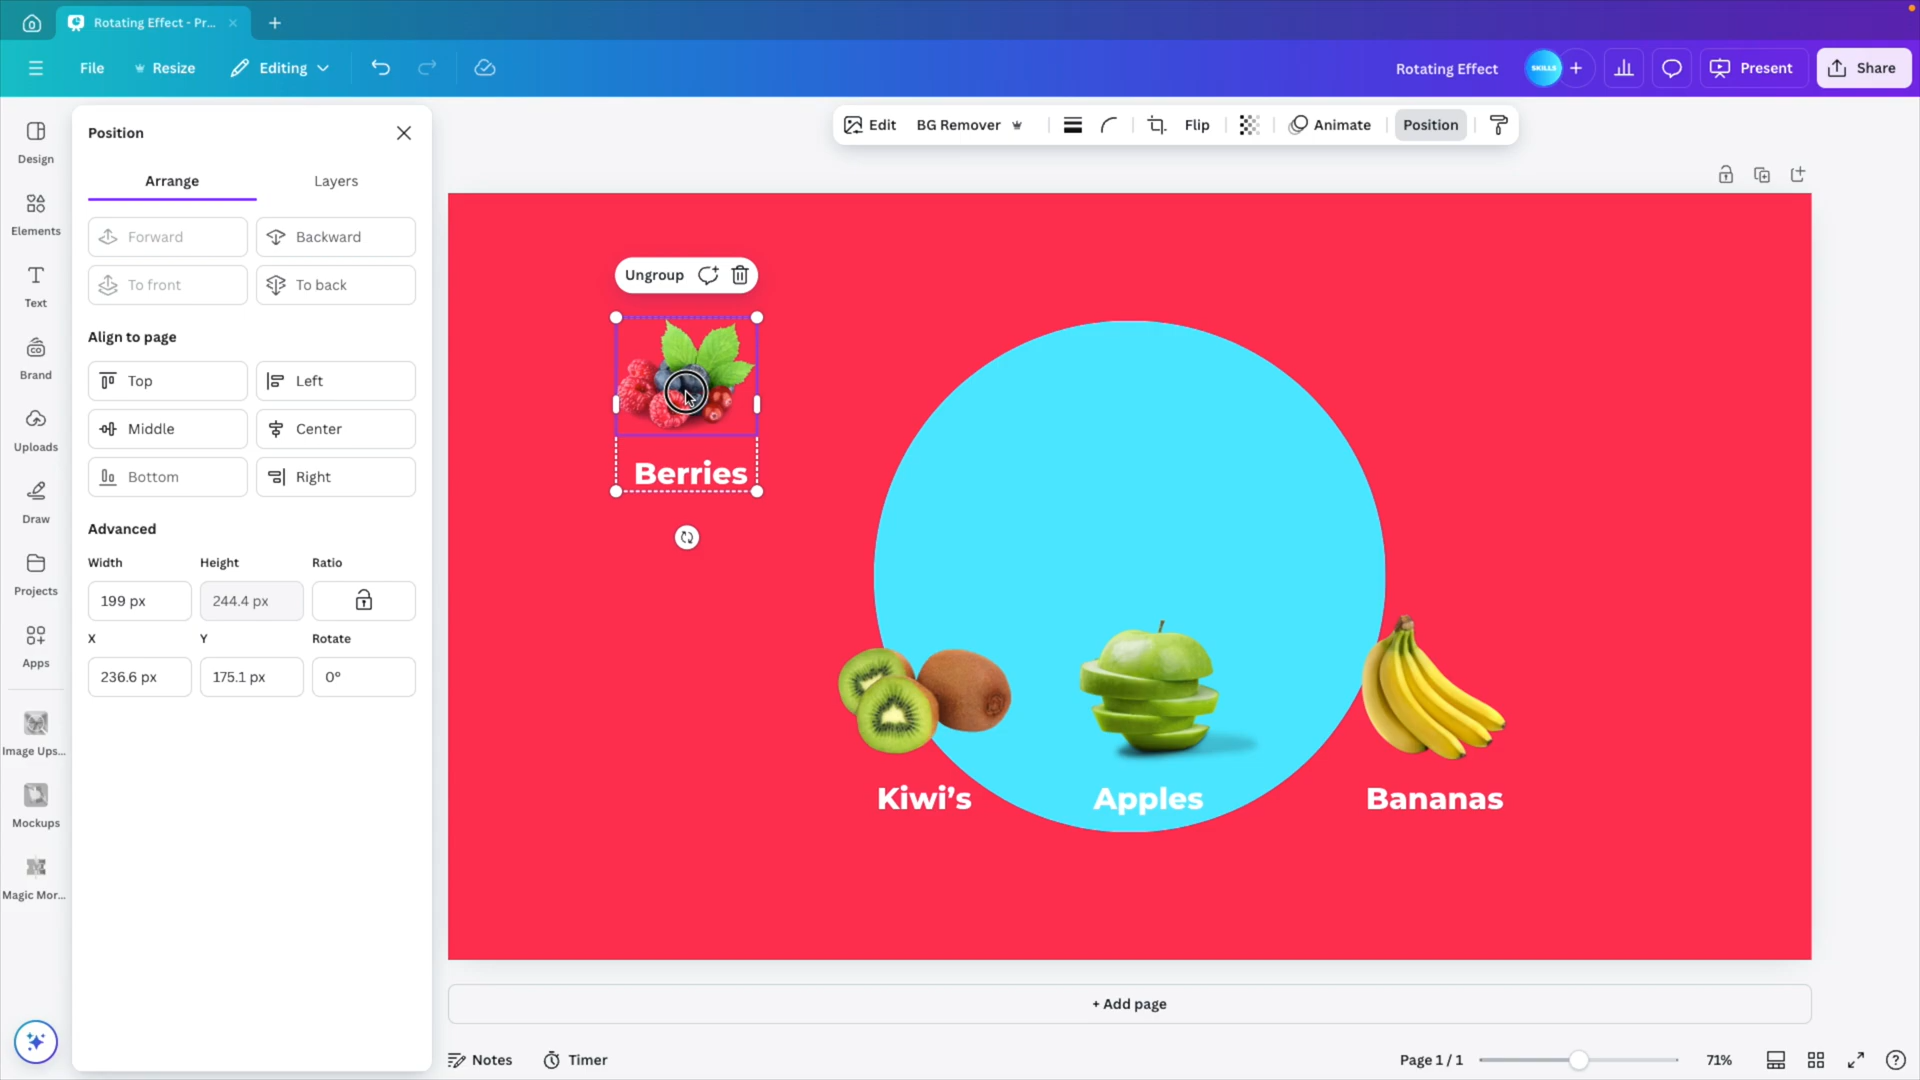 Rotating Effect - Pr...
File
Resize
Editing
Rotating Effect
SKILLS
Present
Share
Design
Elements
Text
Brand
Uploads
Draw
Projects
Apps
Image Ups...
Mockups
Magic Mor...
Position
Arrange
Layers
Forward
Backward
To front
To back
Align to page
Top
Left
Middle
Center
Bottom
Right
Advanced
Width
Height
Ratio
199 px
244.4 px
X
Y
Rotate
236.6 px
175.1 px
0°
Edit
BG Remover
Flip
Animate
Position
Ungroup
Berries
Kiwi’s
Apples
Bananas
+ Add page
Notes
Timer
Page 1 / 1
71%